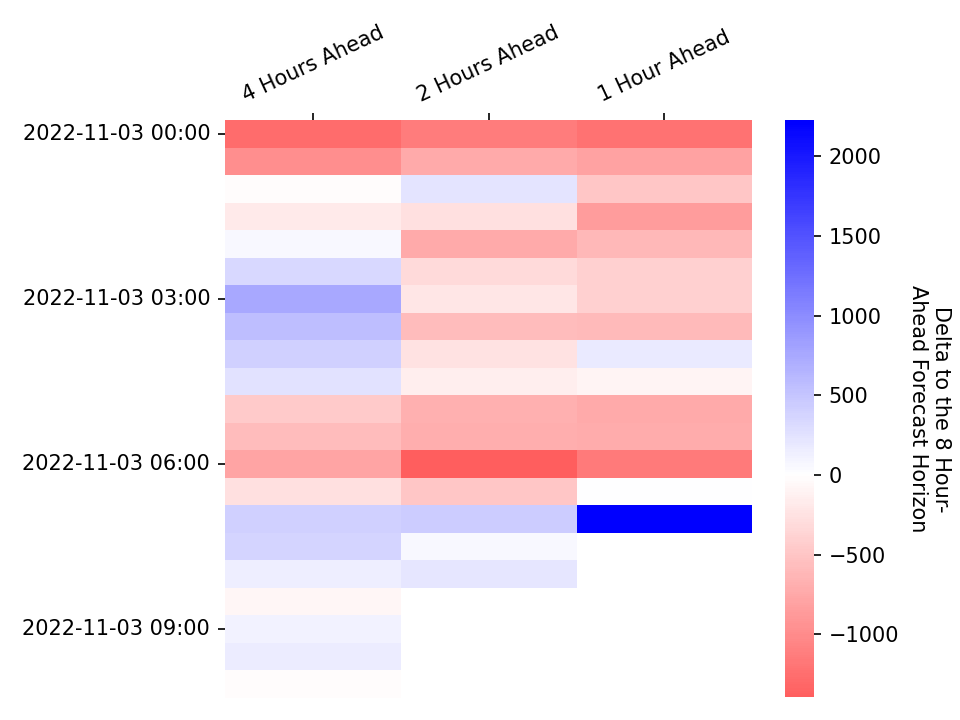 4 Hours Ahead
2 Hours Ahead
1 Hour Ahead
2022-11-03 00:00
2022-11-03 03:00
2022-11-03 06:00
2022-11-03 09:00
2000
1500
1000
500
0
−500
−1000
Delta to the 8 Hour-
Ahead Forecast Horizon